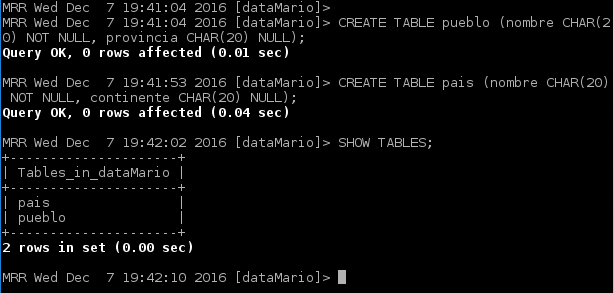 MRR Wed Dec  7 19:41:04 2016 [dataMario]>
MRR Wed Dec  7 19:41:04 2016 [dataMario]> CREATE TABLE pueblo (nombre CHAR(2
0) NOT NULL, provincia CHAR(20) NULL);
Query OK, 0 rows affected (0.01 sec)

MRR Wed Dec  7 19:41:53 2016 [dataMario]> CREATE TABLE pais (nombre CHAR(20)
 NOT NULL, continente CHAR(20) NULL);
Query OK, 0 rows affected (0.04 sec)

MRR Wed Dec  7 19:42:02 2016 [dataMario]> SHOW TABLES;
+---------------------+
| Tables_in_dataMario |
+---------------------+
| pais                |
| pueblo              |
+---------------------+
2 rows in set (0.00 sec)

MRR Wed Dec  7 19:42:10 2016 [dataMario]>